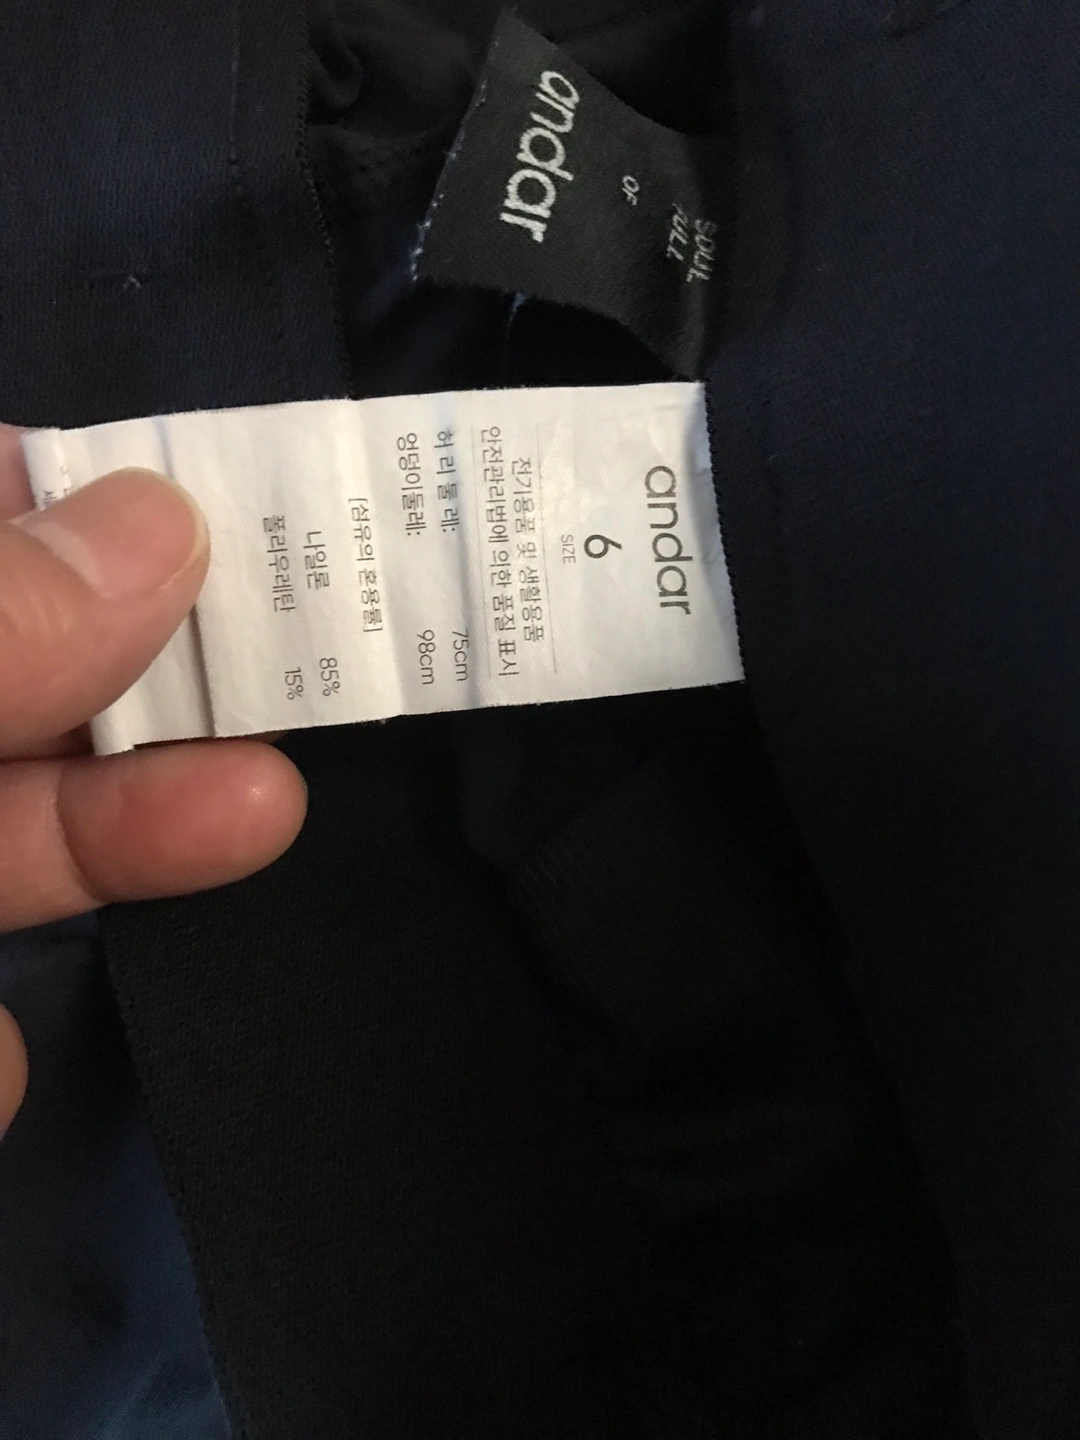 andar
SOUL
FULL
OF
andar
6
SIZE
전기용품 및 생활용품
안전관리법에 의한 품질 표시
허 리 둘 레: 75cm
엉덩이둘레: 98cm
[섬유의 혼용률]
나일론 85%
폴리우레탄 15%